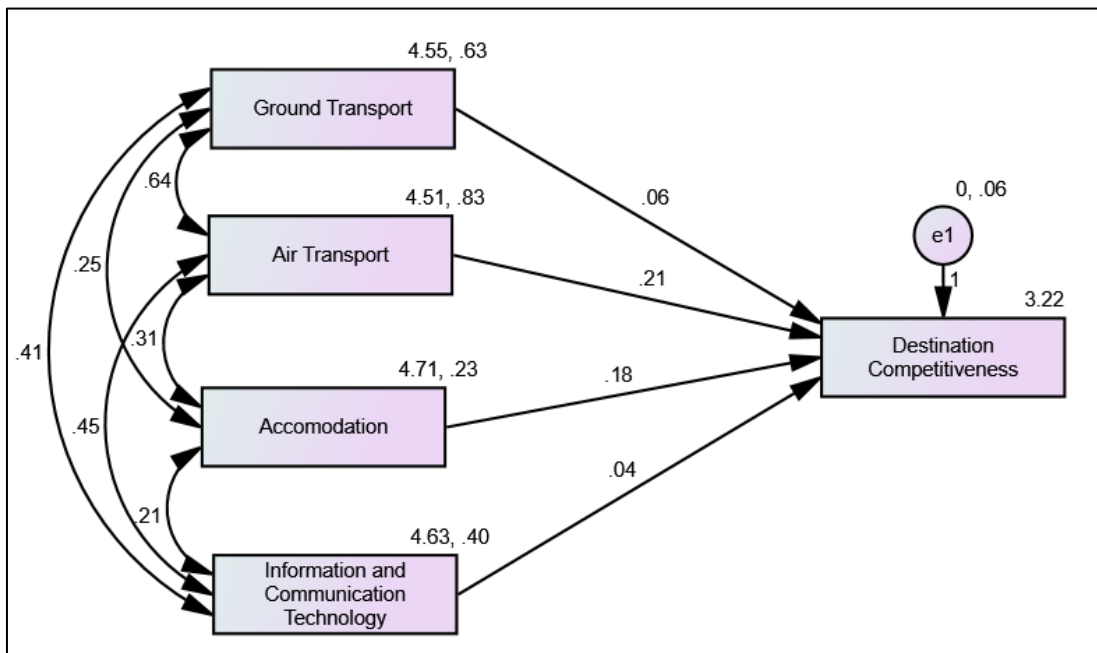 4.55, .63
Ground Transport
.64
4.51, .83
Air Transport
.06
0, .06
e1
1
.25
.21
3.22
Destination
Competitiveness
.31
.41
4.71, .23
.18
Accomodation
.45
.04
.21
4.63, .40
Information and
Communication
Technology